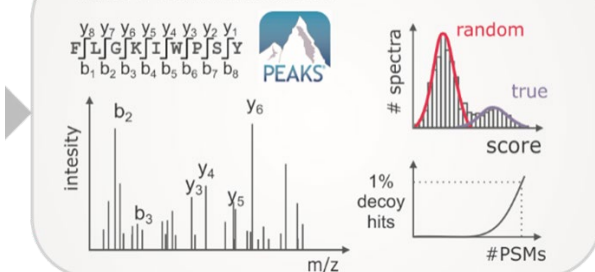 y₈ y₇ y₆ y₅ y₄ y₃ y₂ y₁
F L G K I W P S Y
b₁ b₂ b₃ b₄ b₅ b₆ b₇ b₈
PEAKS
intesity
b₂
b₃
y₃
y₄
y₅
y₆
m/z
# spectra
random
true
score
1%
decoy
hits
#PSMs